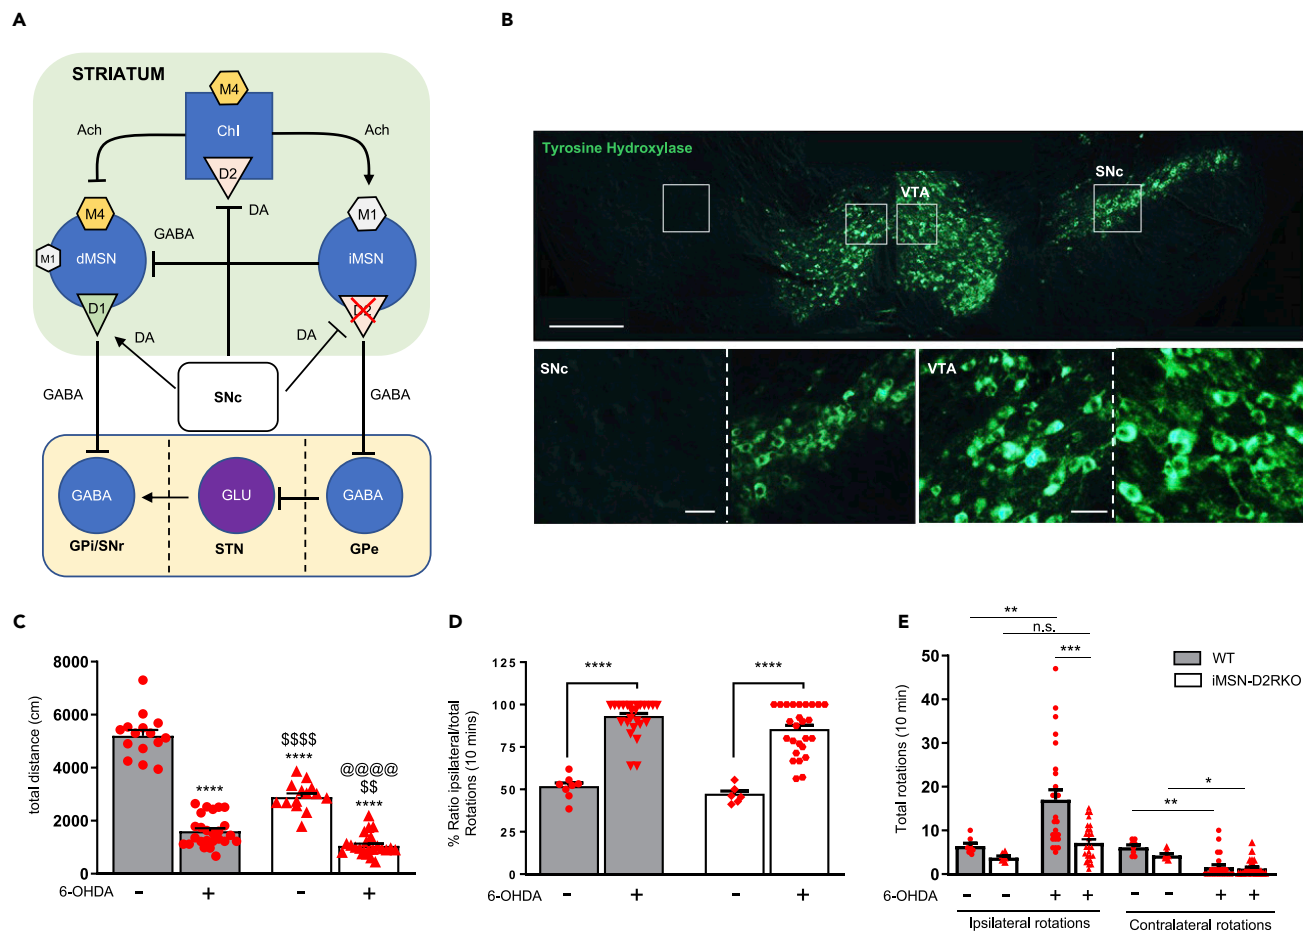 A
STRIATUM
M4
ChI
D2
Ach
Ach
DA
M4
M1
dMSN
D1
GABA
M1
iMSN
D2
DA
DA
SNc
GABA
GABA
GABA
GLU
GABA
GPi/SNr
STN
GPe
B
Tyrosine Hydroxylase
VTA
SNc
SNc
VTA
C
total distance (cm)
8000
6000
4000
2000
0
****
$$$$
****
@@@@
$$
****
6-OHDA
-
+
-
+
D
% Ratio ipsilateral/total
Rotations (10 mins)
125
100
75
50
25
0
****
****
6-OHDA
-
+
-
+
E
Total rotations (10 min)
50
40
30
20
10
0
**
n.s.
***
**
*
WT
iMSN-D2RKO
6-OHDA
-
-
+
+
-
-
+
+
Ipsilateral rotations
Contralateral rotations